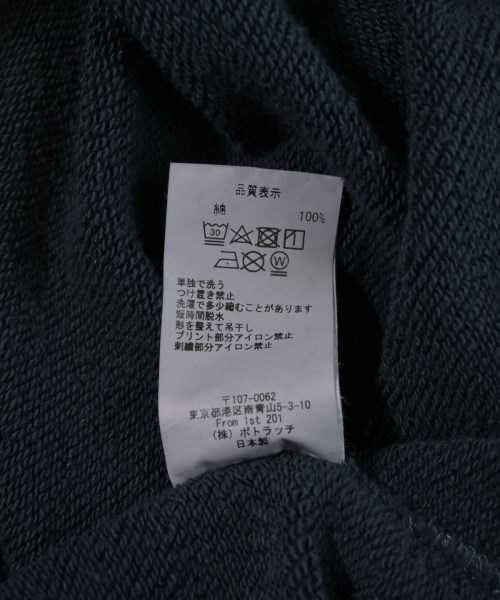 品質表示
綿 100%
30
W
単独で洗う
つけ置き禁止
洗濯で多少縮むことがあります
短時間脱水
形を整えて吊干し
プリント部分アイロン禁止
刺繍部分アイロン禁止
〒107-0062
東京都港区南青山5-3-10
From 1st 201
(株) ポトラッチ
日本製